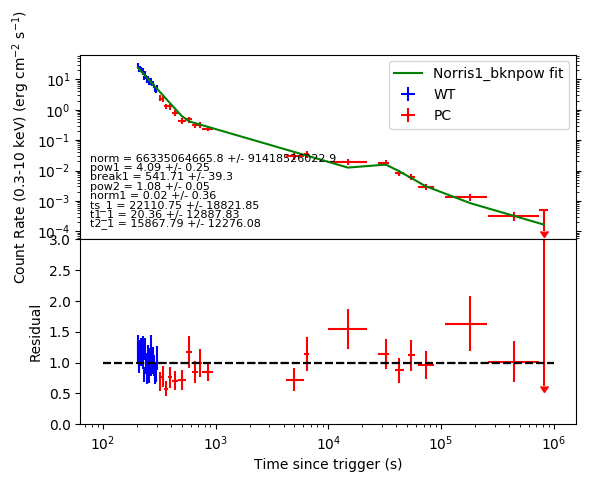 Count Rate (0.3-10 keV) (erg cm⁻² s⁻¹)
10¹
10⁰
10⁻¹
10⁻²
10⁻³
10⁻⁴
Norris1_bknpow fit
WT
PC
norm = 66335064665.8 +/- 91418526022.9
pow1 = 4.09 +/- 0.25
break1 = 541.71 +/- 39.3
pow2 = 1.08 +/- 0.05
norm1 = 0.02 +/- 0.36
ts_1 = 22110.75 +/- 18821.85
t1_1 = 20.36 +/- 12887.83
t2_1 = 15867.79 +/- 12276.08
Residual
3.0
2.5
2.0
1.5
1.0
0.5
0.0
10² 10³ 10⁴ 10⁵ 10⁶
Time since trigger (s)